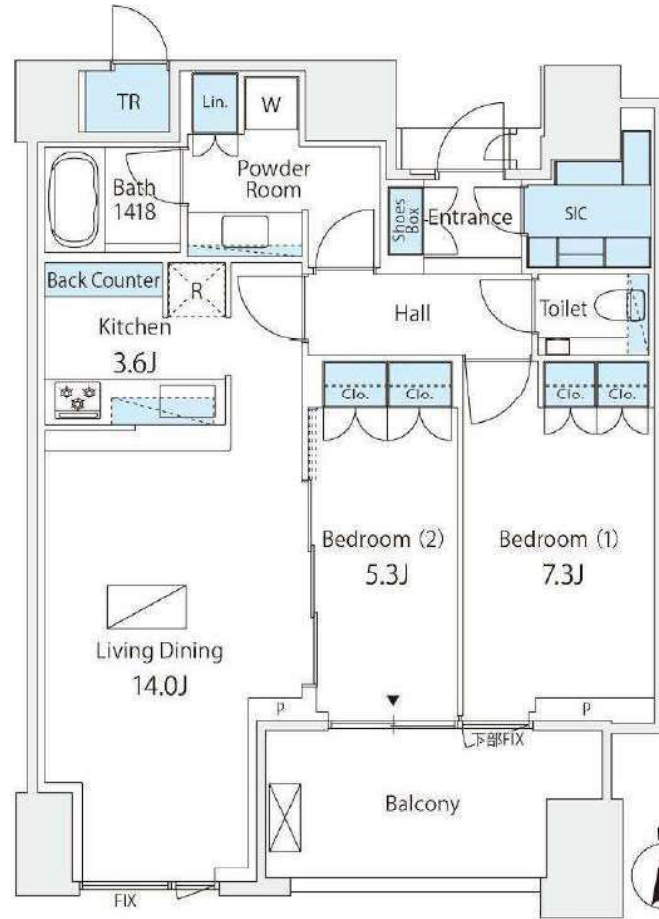 TR
Lin.
W
Bath
1418
Powder
Room
Shoes
Box
Entrance
SIC
Back Counter
R
Kitchen
3.6J
Hall
Toilet
Clo.
Clo.
Clo.
Clo.
Bedroom (2)
5.3J
Bedroom (1)
7.3J
Living Dining
14.0J
P
P
下部FIX
Balcony
FIX